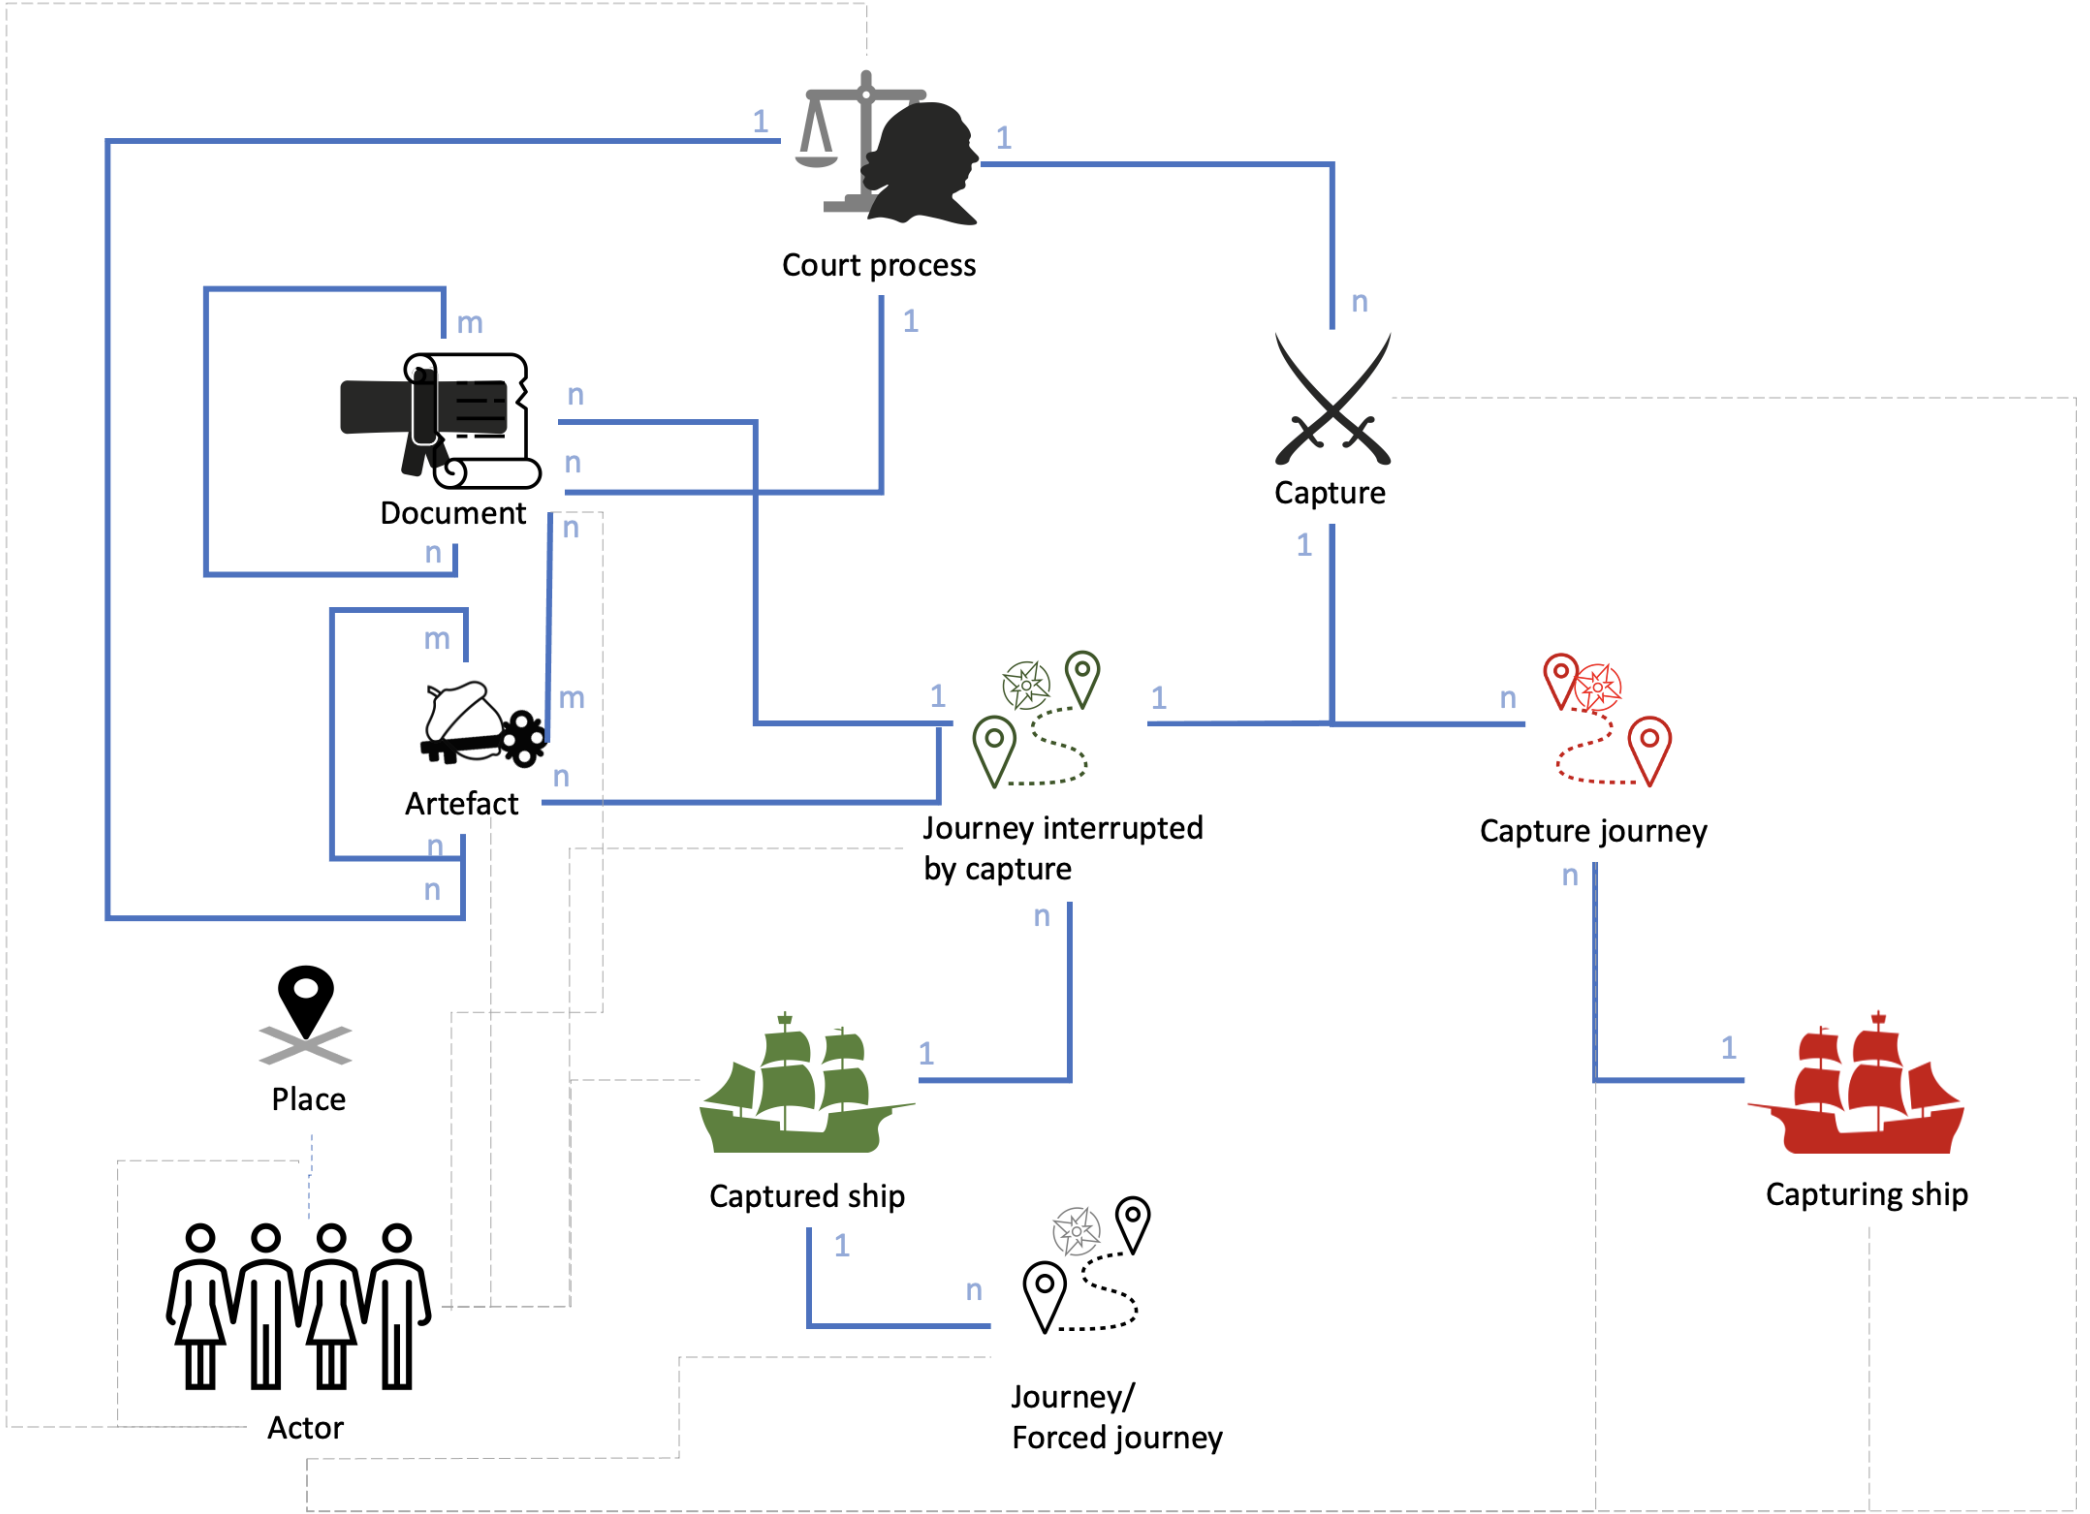 1
1
Court process
1
n
m
n
n
Document
n
n
Capture
1
m
m
n
Artefact
n
n
1
1
n
Journey interrupted
by capture
n
Capture journey
n
Place
1
1
Captured ship
Capturing ship
1
n
Journey/
Forced journey
Actor